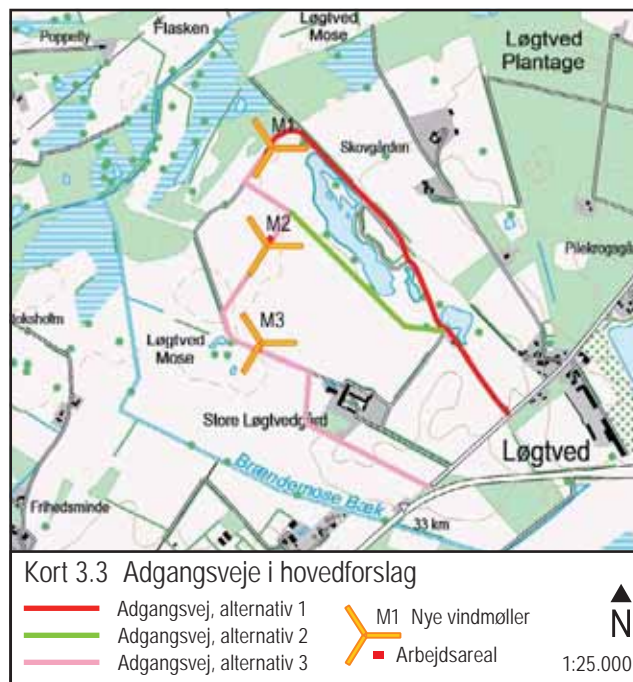 Poppelly
Flasken
Løgtved
Mose
Løgtved
Plantage
M1
Skovgården
M2
M3
Løgtved
Mose
Store Løgtvedgård
Løgtved
Brændemose Bæk
Frihedsminde
33 km
Kort 3.3 Adgangsveje i hovedforslag
Adgangsvej, alternativ 1
Adgangsvej, alternativ 2
Adgangsvej, alternativ 3
M1 Nye vindmøller
Arbejdsareal
N
1:25.000